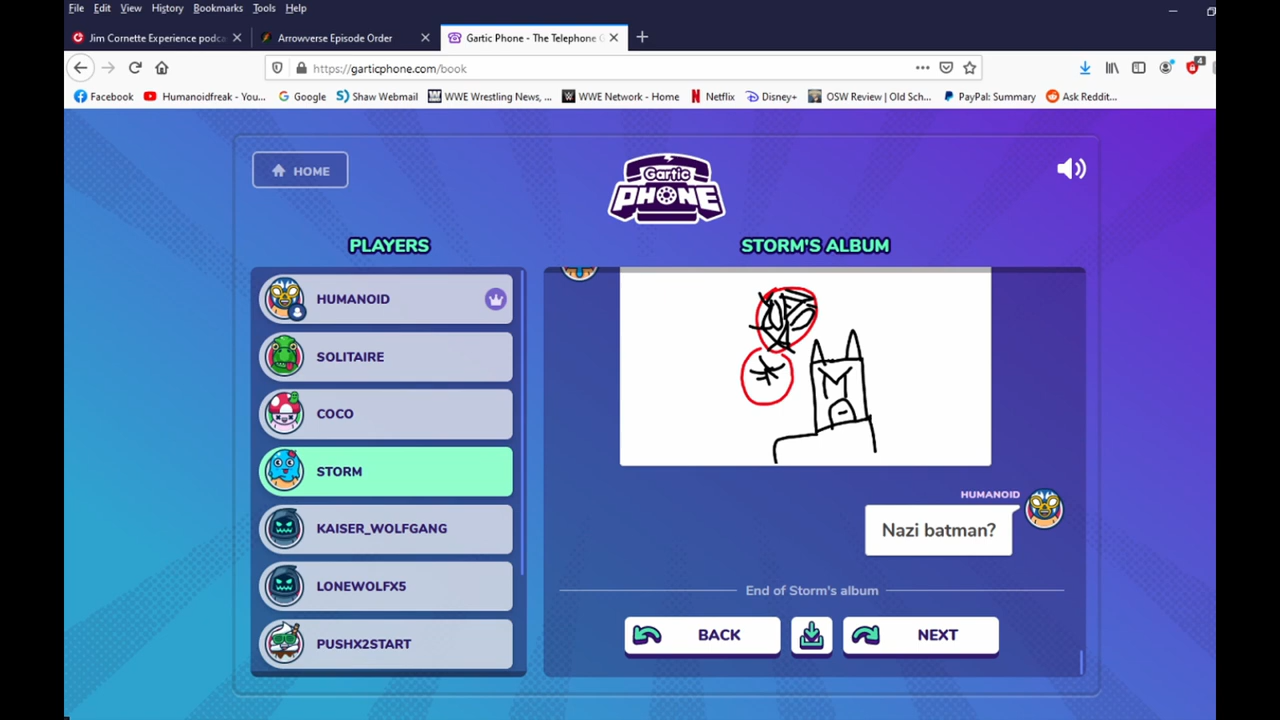 File Edit View History Bookmarks Tools Help
Jim Cornette Experience podca
Arrowverse Episode Order
Gartic Phone - The Telephone G
https://garticphone.com/book
4
Facebook
Humanoidfreak - You...
Google
Shaw Webmail
WWE Wrestling News, ...
WWE Network - Home
Netflix
Disney+
OSW Review | Old Sch...
PayPal: Summary
Ask Reddit...
HOME
Gartic
PHONE
PLAYERS
STORM'S ALBUM
HUMANOID
SOLITAIRE
COCO
STORM
KAISER_WOLFGANG
LONEWOLFX5
PUSHX2START
M
HUMANOID
Nazi batman?
End of Storm's album
BACK
NEXT